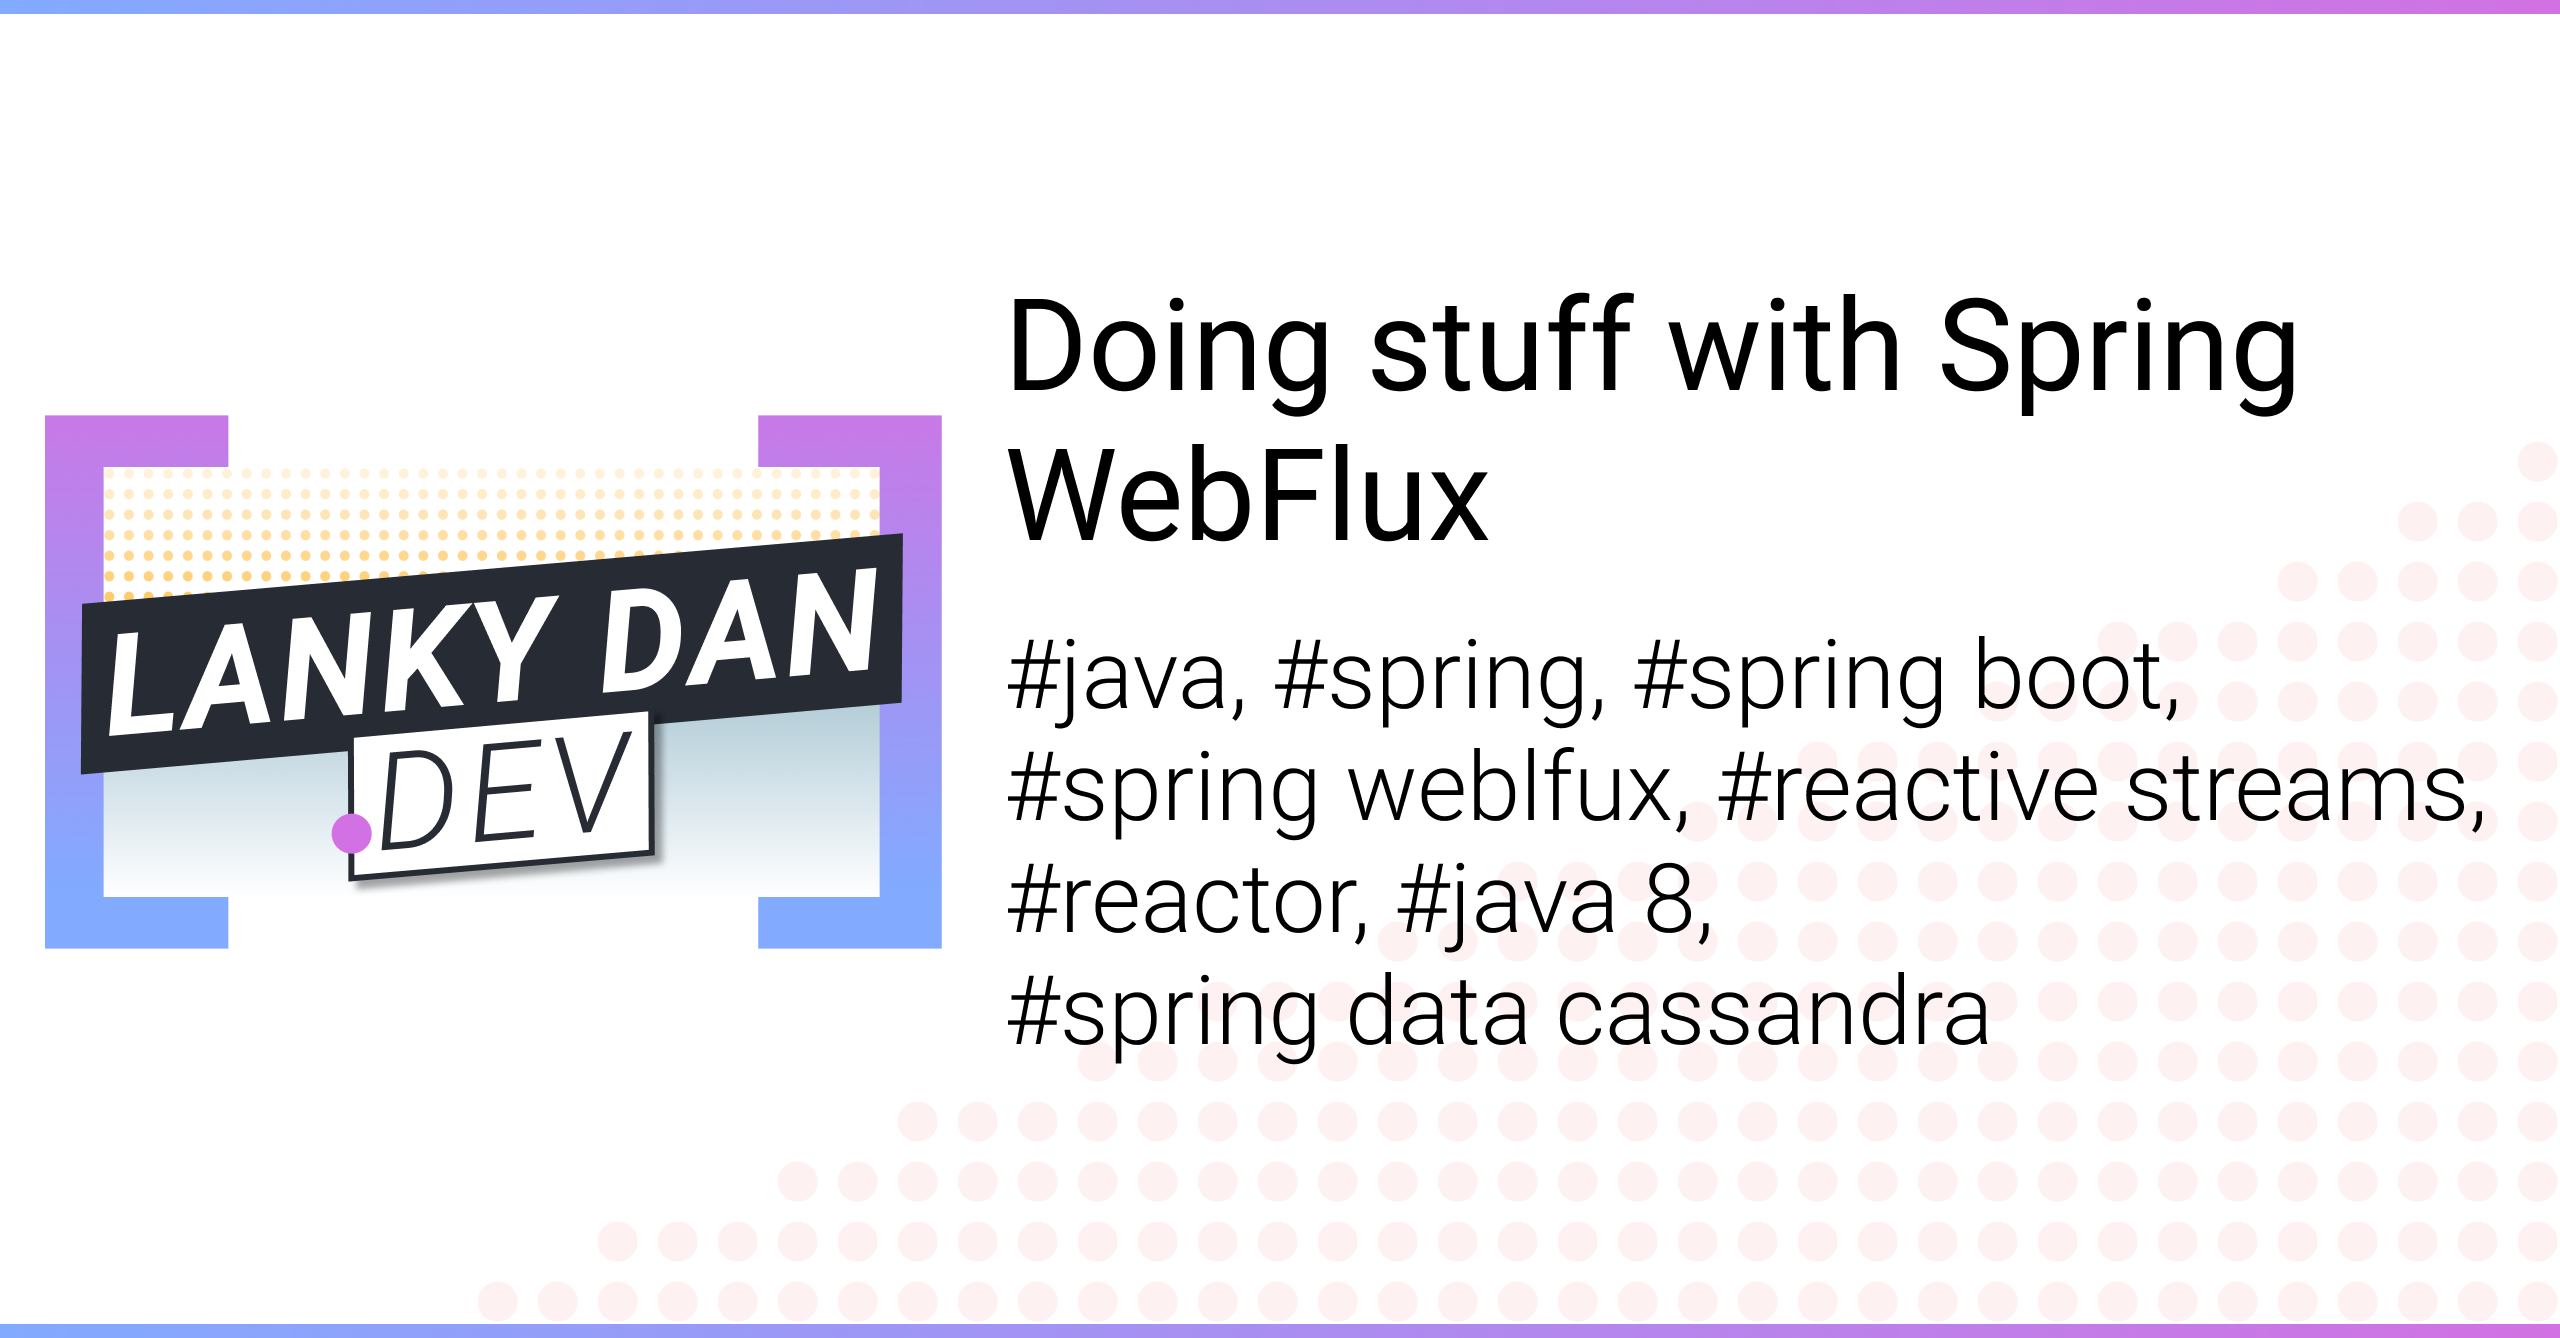 LANKY DAN
.DEV
Doing stuff with Spring
WebFlux
#java, #spring, #spring boot,
#spring weblfux, #reactive streams,
#reactor, #java 8,
#spring data cassandra